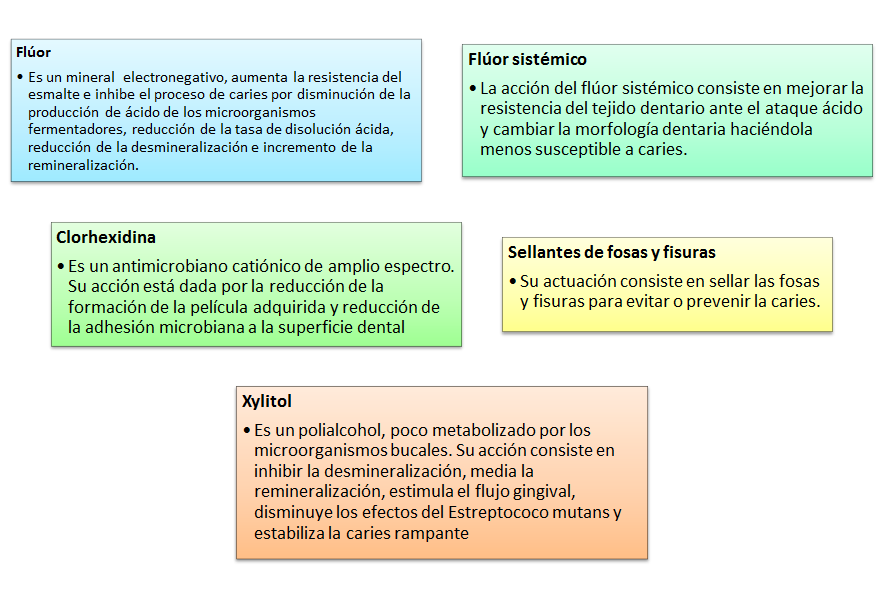 Flúor
• Es un mineral electronegativo, aumenta la resistencia del
esmalte e inhibe el proceso de caries por disminución de la
producción de ácido de los microorganismos
fermentadores, reducción de la tasa de disolución ácida,
reducción de la desmineralización e incremento de la
remineralización.
Flúor sistémico
• La acción del flúor sistémico consiste en mejorar la
resistencia del tejido dentario ante el ataque ácido
y cambiar la morfología dentaria haciéndola
menos susceptible a caries.
Clorhexidina
• Es un antimicrobiano catiónico de amplio espectro.
Su acción está dada por la reducción de la
formación de la película adquirida y reducción de
la adhesión microbiana a la superficie dental
Sellantes de fosas y fisuras
• Su actuación consiste en sellar las fosas
y fisuras para evitar o prevenir la caries.
Xylitol
• Es un polialcohol, poco metabolizado por los
microorganismos bucales. Su acción consiste en
inhibir la desmineralización, media la
remineralización, estimula el flujo gingival,
disminuye los efectos del Estreptococo mutans y
estabiliza la caries rampante